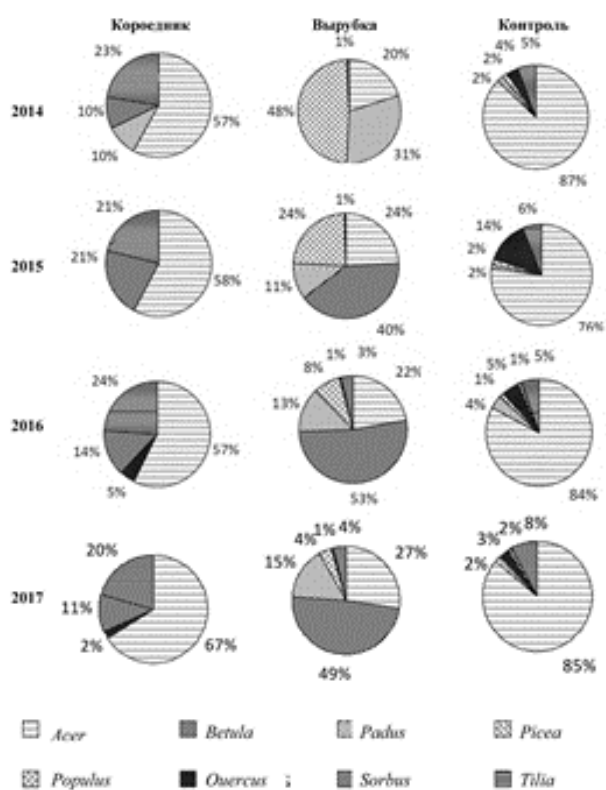 Короедник Вырубка Контроль
2014
23% 57% 10% 10%
1% 20% 48% 31%
4% 5% 2% 2% 87%
2015
21% 21% 58%
1% 24% 24% 11% 40%
6% 14% 2% 2% 76%
2016
24% 57% 14% 5%
1% 3% 8% 22% 13% 53%
5% 1% 5% 1% 4% 84%
2017
20% 11% 2% 67%
4% 1% 4% 27% 15% 49%
3% 2% 8% 2% 85%
Acer Betula Padus Picea
Populus Quercus Sorbus Tilia